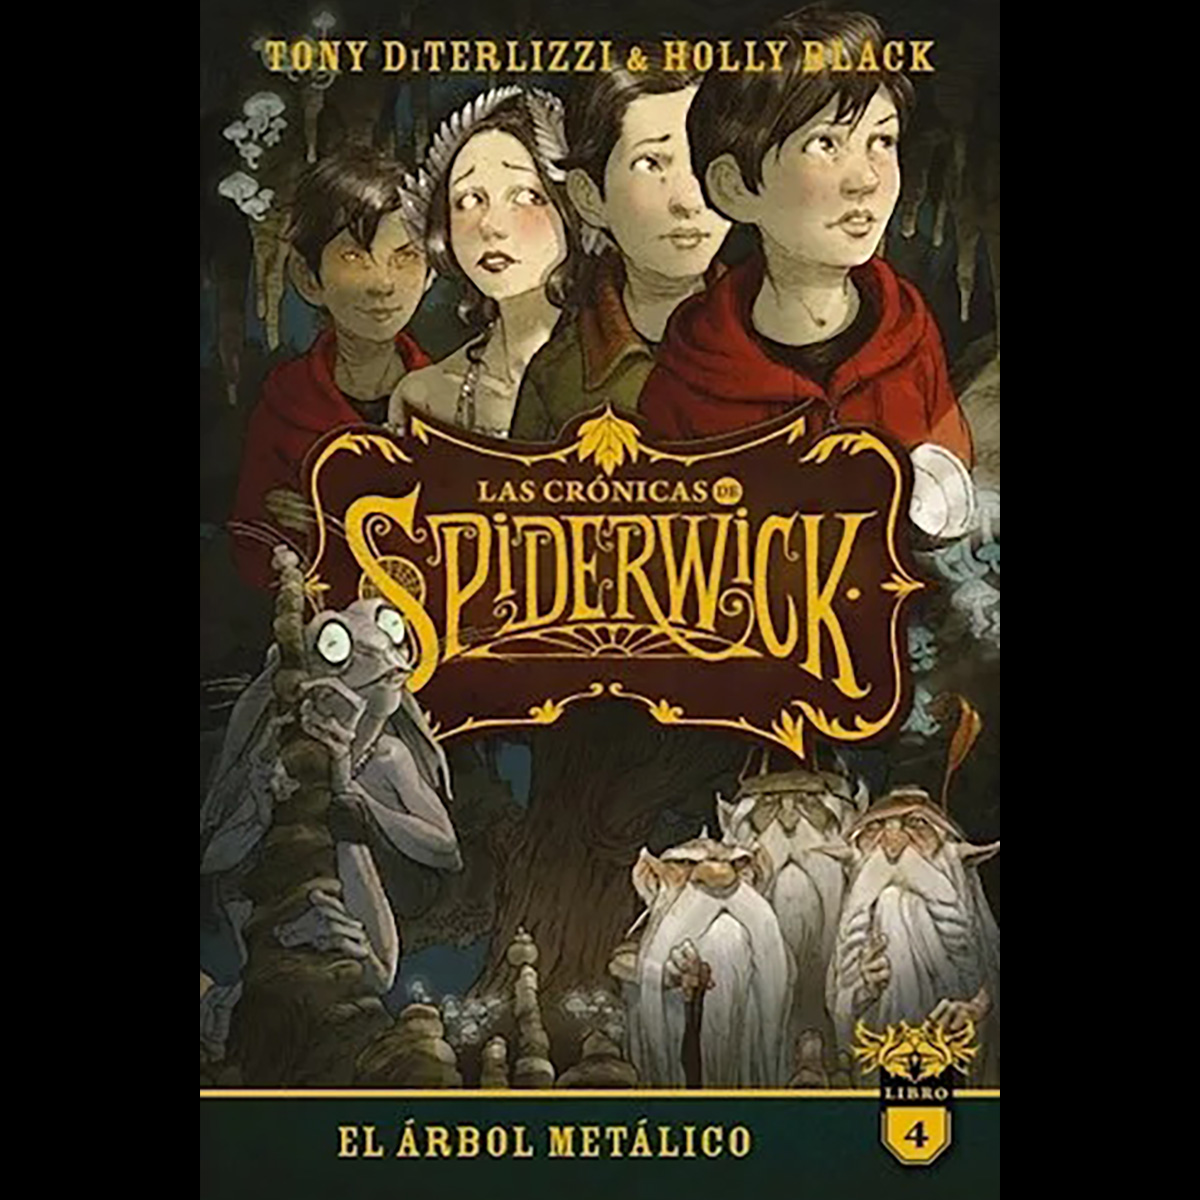 TONY DiTERLIZZI & HOLLY BLACK
LAS CRÓNICAS DE
SPIDERWICK.
LIBRO
4
EL ÁRBOL METÁLICO